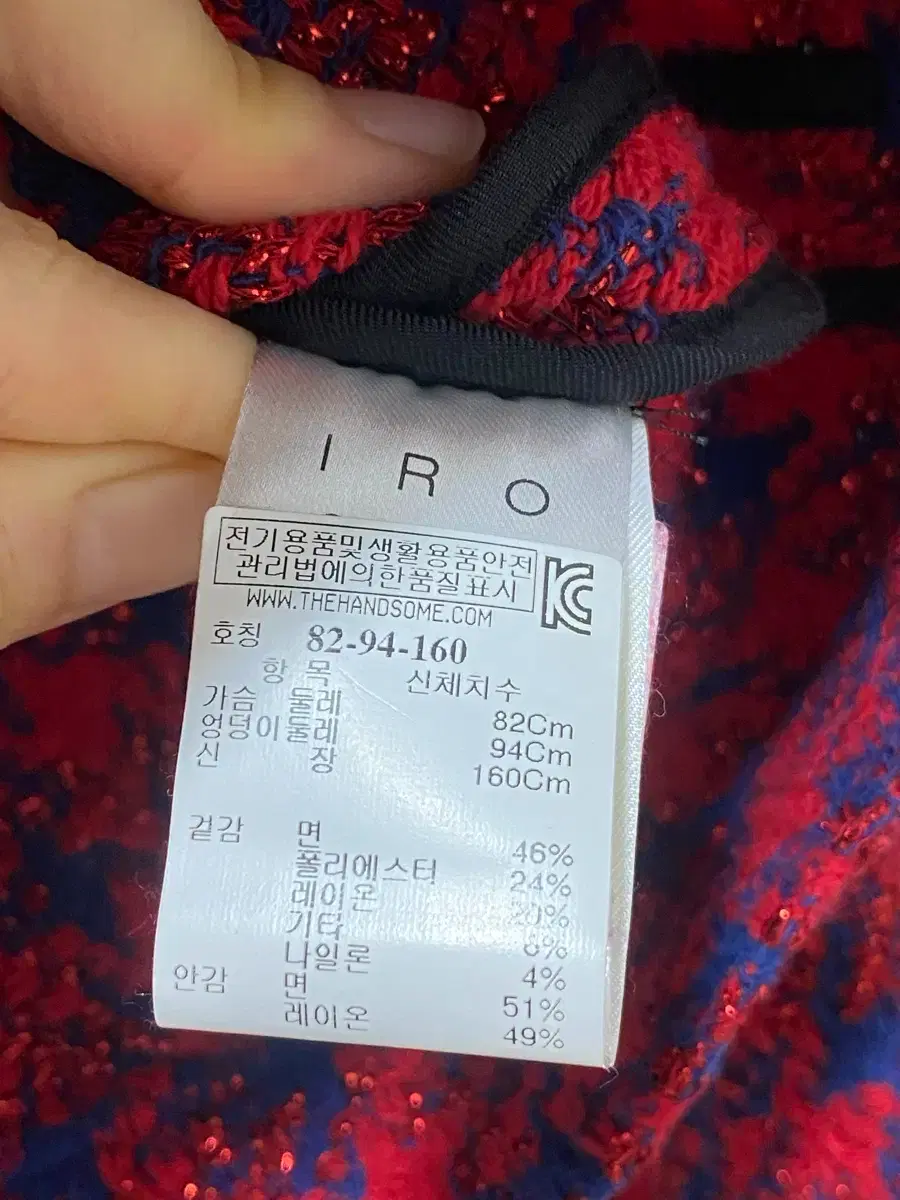 IRO
전기용품및생활용품안전
관리법에의한품질표시
KC
WWW.THEHANDSOME.COM
호칭 82-94-160
항 목 신체치수
가슴 둘레 82Cm
엉덩이둘레 94Cm
신 장 160Cm
겉감 면 46%
폴리에스터 24%
레이온 20%
기타 6%
나일론 4%
안감 면 51%
레이온 49%